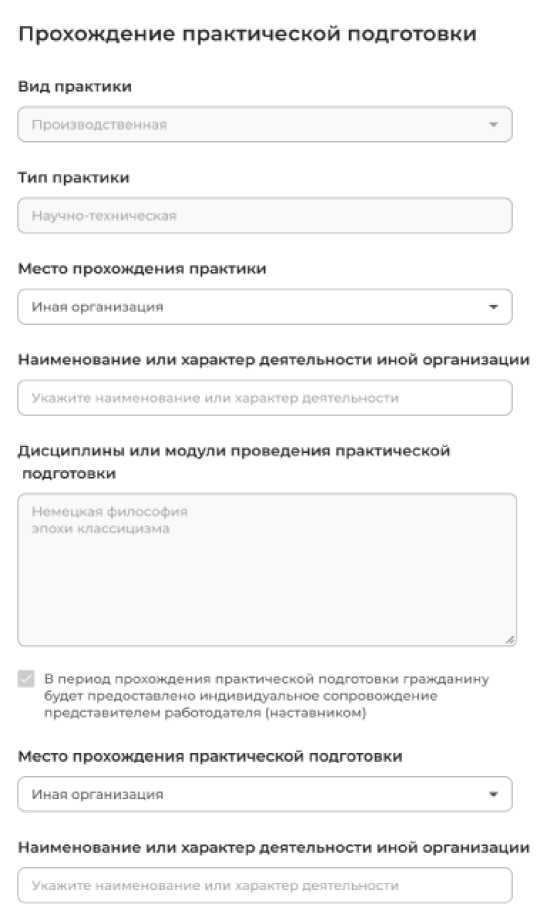 Прохождение практической подготовки
Вид практики
Производственная
Тип практики
Научно-техническая
Место прохождения практики
Иная организация
Наименование или характер деятельности иной организации
Укажите наименование или характер деятельности
Дисциплины или модули проведения практической
подготовки
Немецкая философия
эпохи классицизма
В период прохождения практической подготовки гражданину
будет предоставлено индивидуальное сопровождение
представителем работодателя (наставником)
Место прохождения практической подготовки
Иная организация
Наименование или характер деятельности иной организации
Укажите наименование или характер деятельности